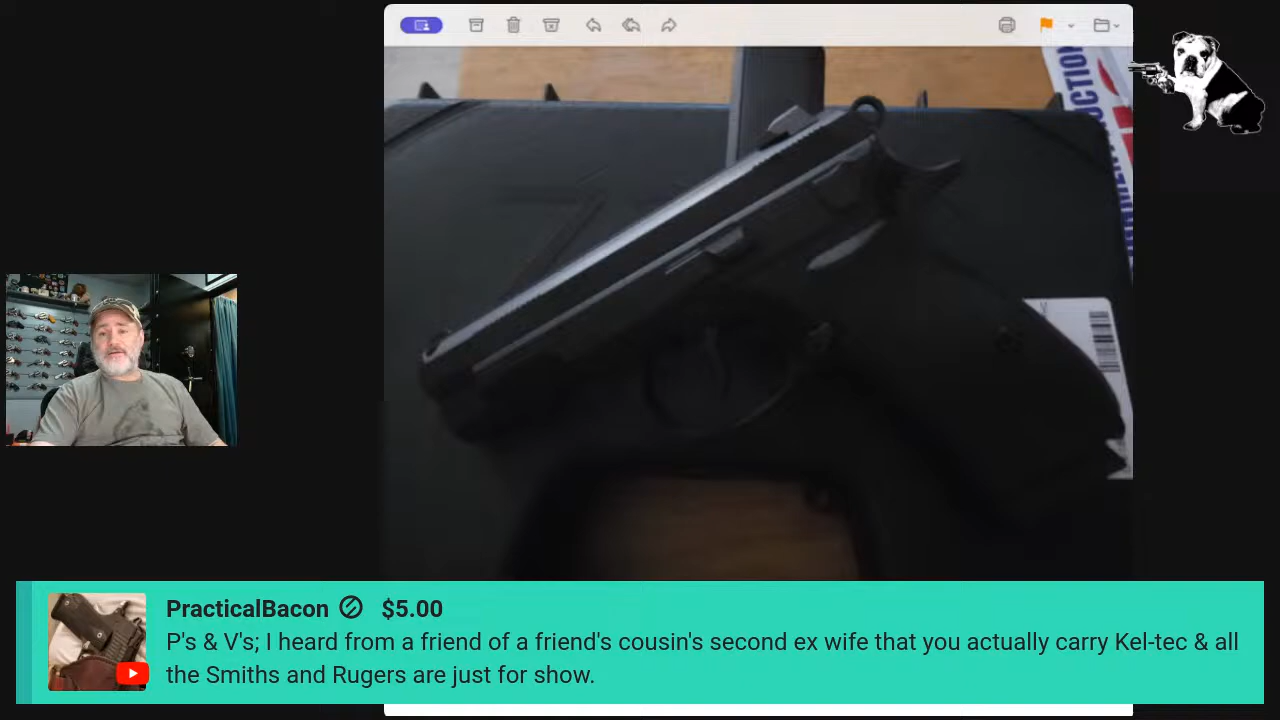 PracticalBacon $5.00
P's & V's; I heard from a friend of a friend's cousin's second ex wife that you actually carry Kel-tec & all
the Smiths and Rugers are just for show.